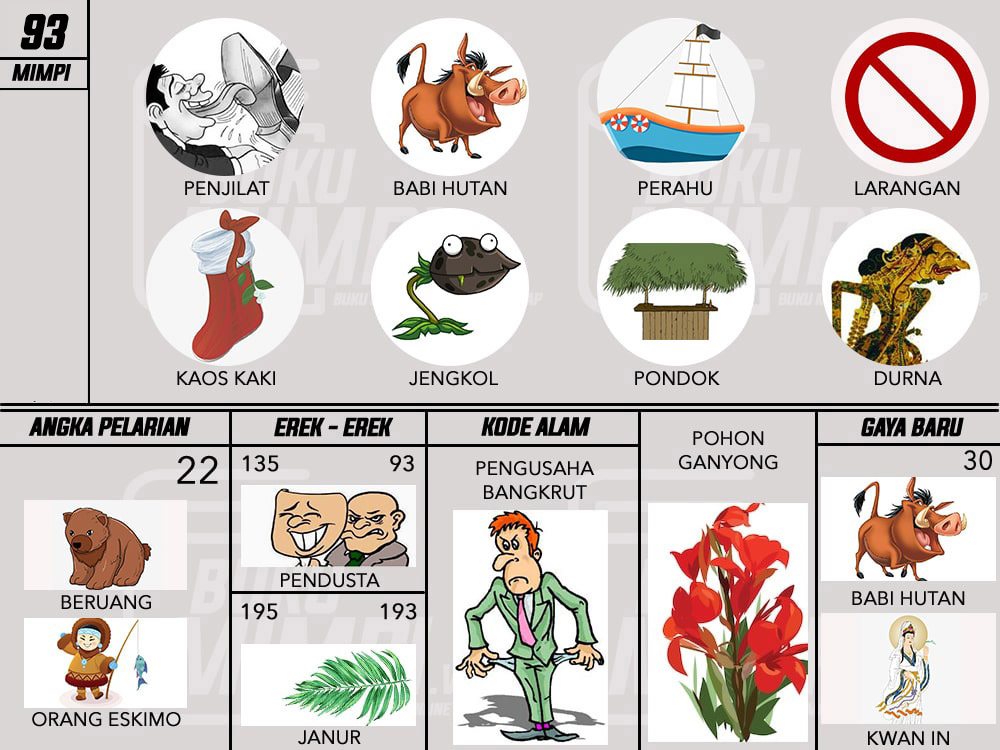 93
MIMPI
PENJILAT
BABI HUTAN
PERAHU
LARANGAN
KAOS KAKI
JENGKOL
PONDOK
DURNA
ANGKA PELARIAN
22
BERUANG
ORANG ESKIMO
EREK - EREK
135 93
PENDUSTA
195 193
JANUR
KODE ALAM
PENGUSAHA
BANGKRUT
POHON
GANYONG
GAYA BARU
30
BABI HUTAN
KWAN IN